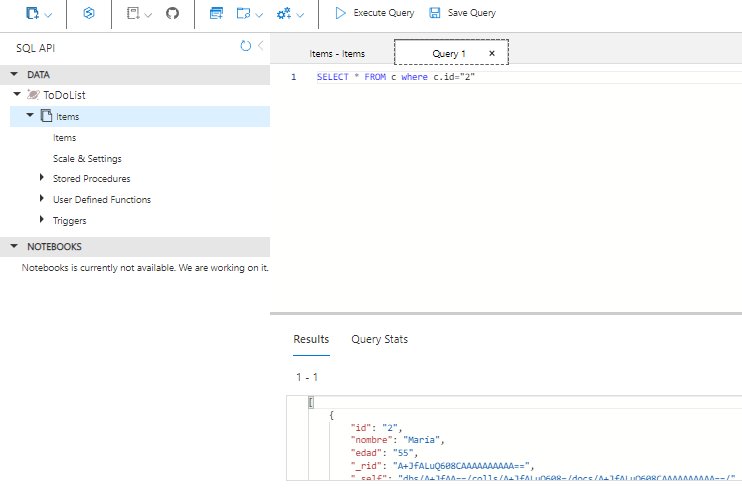 Execute Query
Save Query
SQL API
DATA
ToDoList
Items
Items
Scale & Settings
Stored Procedures
User Defined Functions
Triggers
NOTEBOOKS
Notebooks is currently not available. We are working on it.
Items - Items
Query 1
1 SELECT * FROM c where c.id="2"
Results
Query Stats
1 - 1
[
{
"id": "2",
"nombre": "María",
"edad": "55",
"_rid": "A+JfALuQ608CAAAAAAAAAA==",
"_self": "dbs/A+JfAA==/colls/A+JfALuQ608=/docs/A+JfALuQ608CAAAAAAAAAA==/"